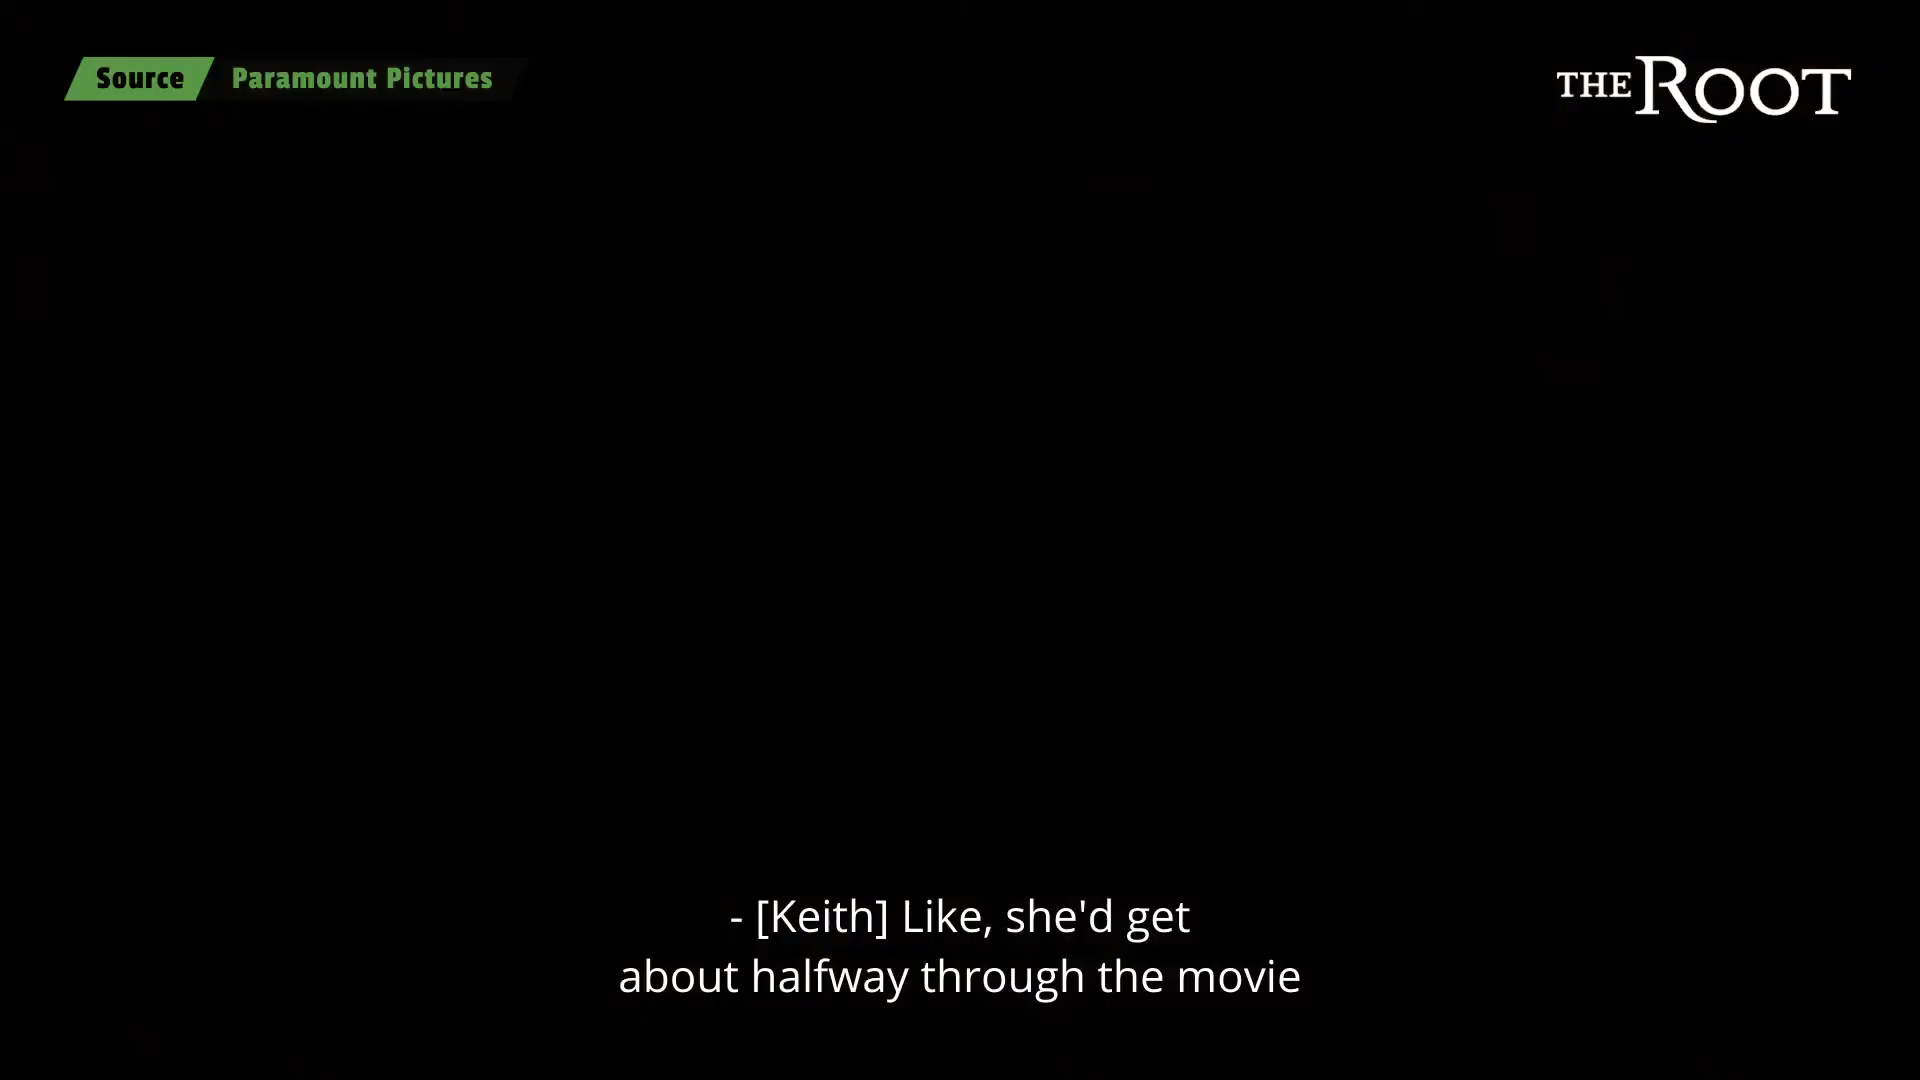 Source Paramount Pictures
THE ROOT
- [Keith] Like, she'd get
about halfway through the movie